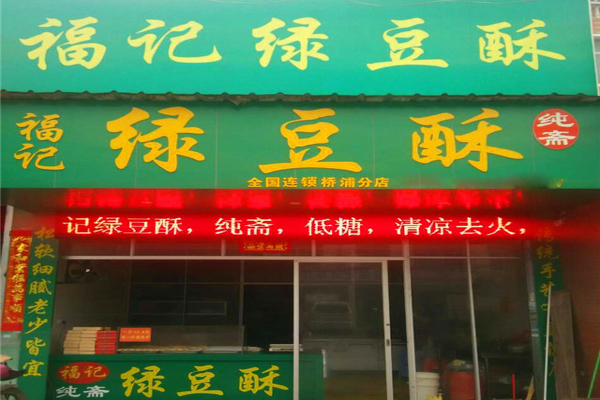 福记绿豆酥
福记
绿豆酥
纯斋
全国连锁桥浦分店
记绿豆酥，纯斋，低糖，清凉去火，
松软细腻老少皆宜
福记
纯斋
绿豆酥